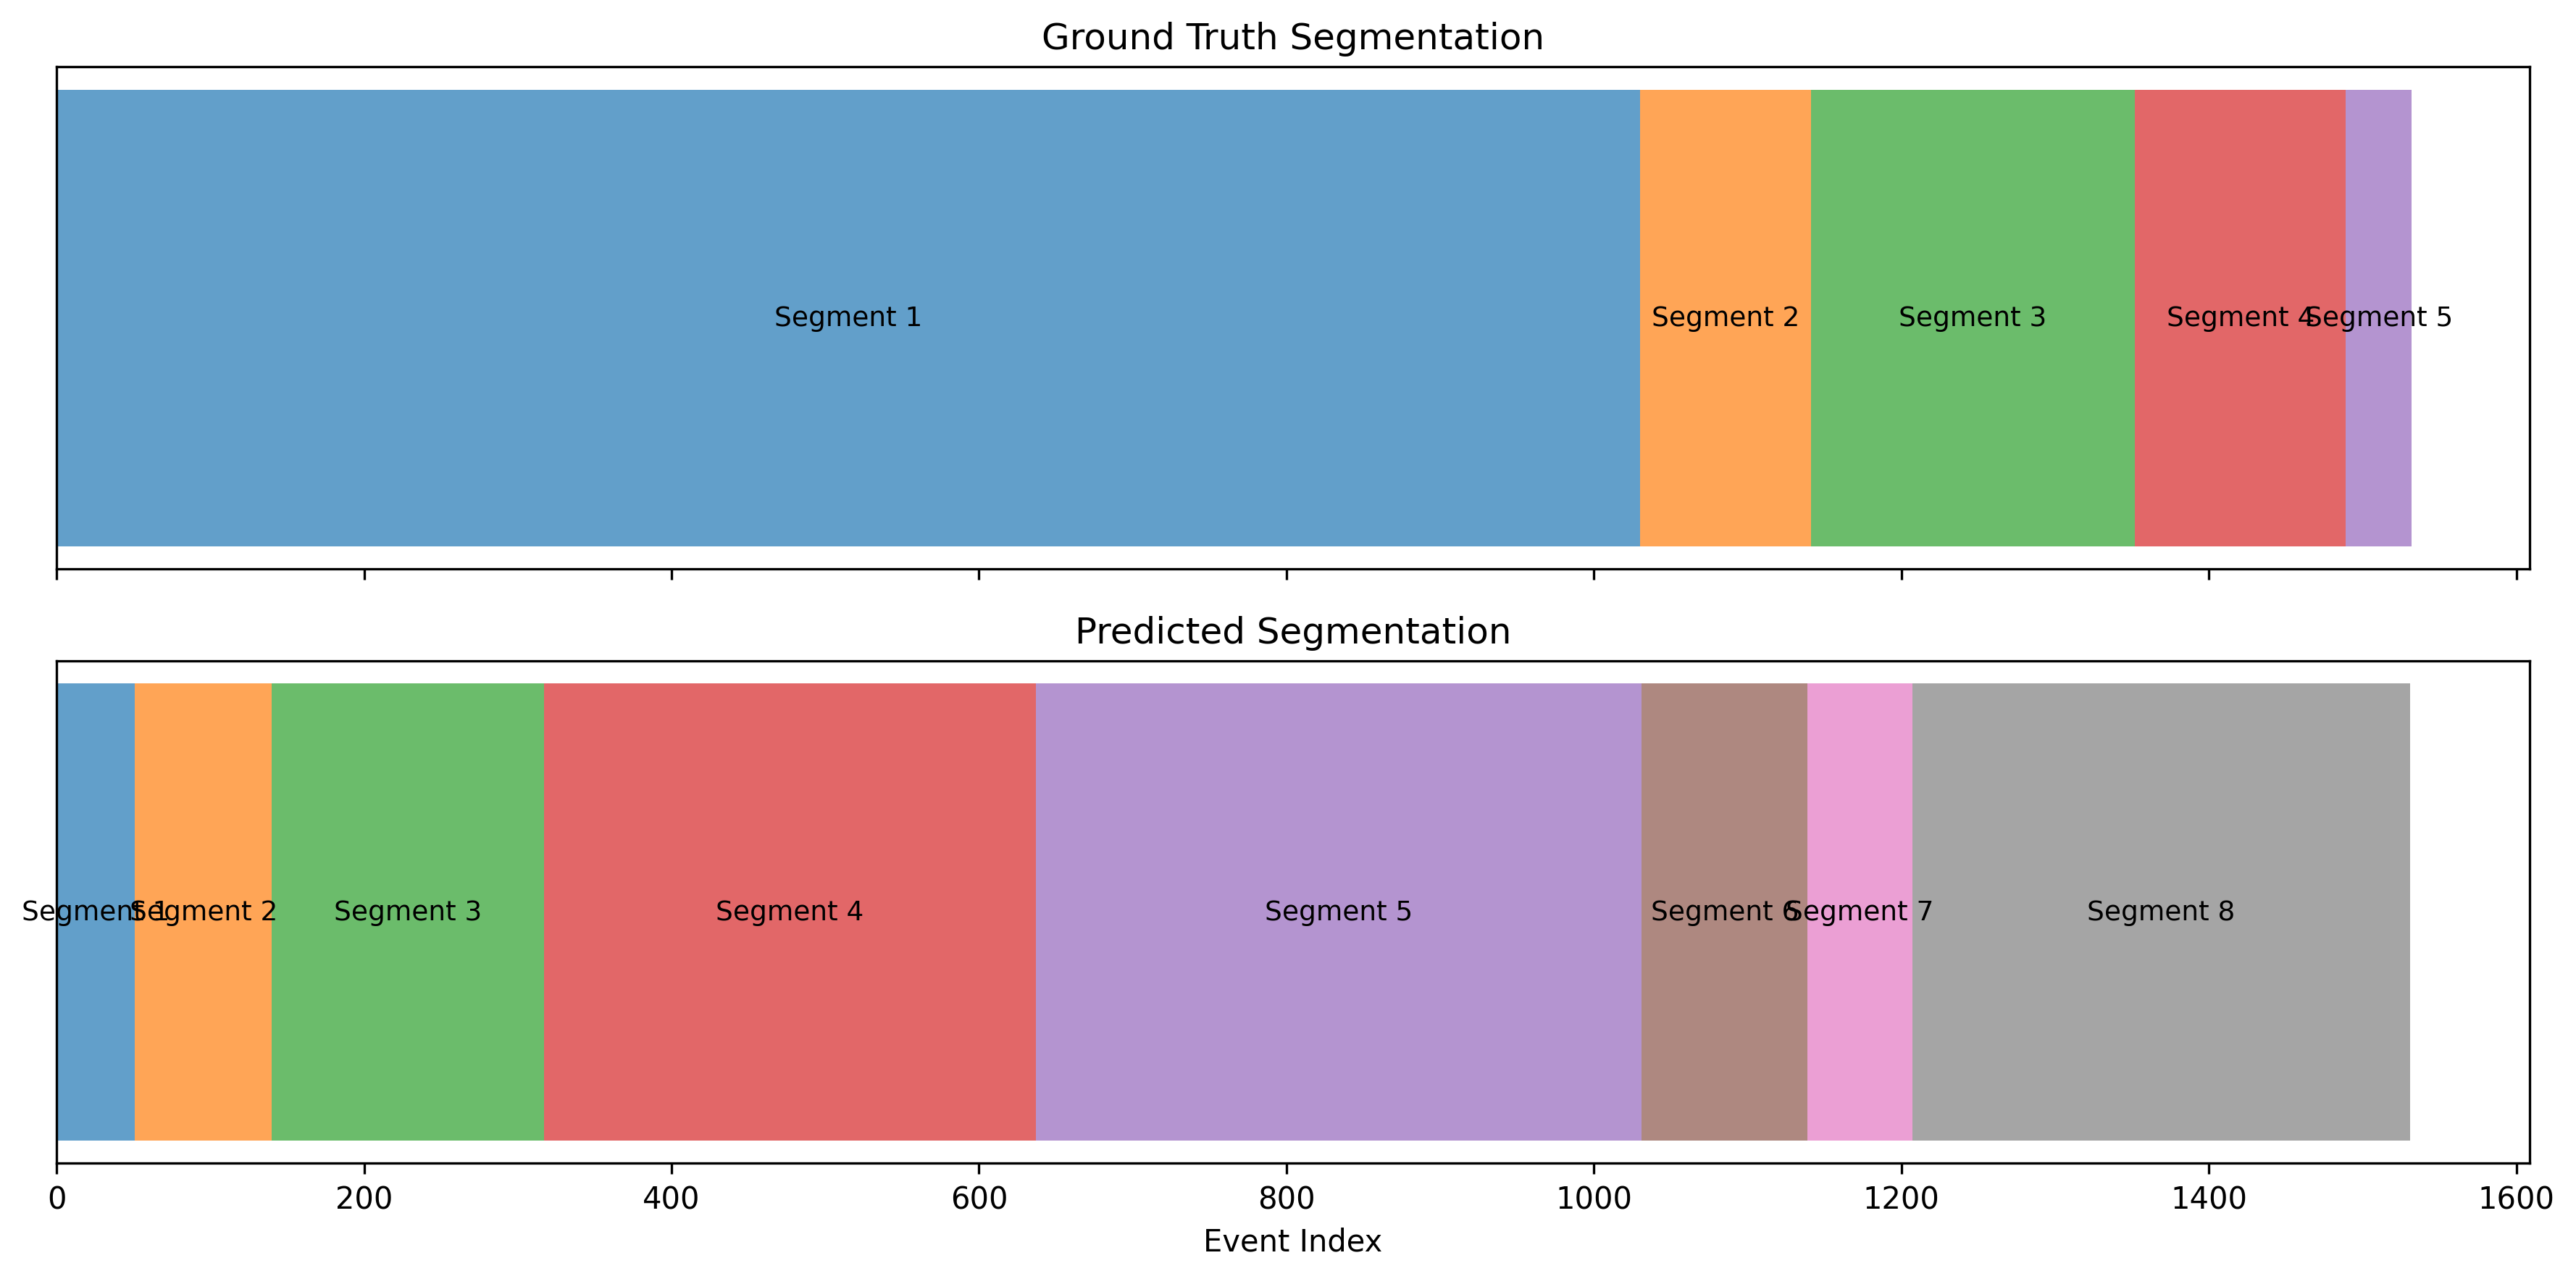 Ground Truth Segmentation
Segment 1 Segment 2 Segment 3 Segment 4 Segment 5
Predicted Segmentation
Segment 1 Segment 2 Segment 3 Segment 4 Segment 5 Segment 6 Segment 7 Segment 8
0 200 400 600 800 1000 1200 1400 1600
Event Index